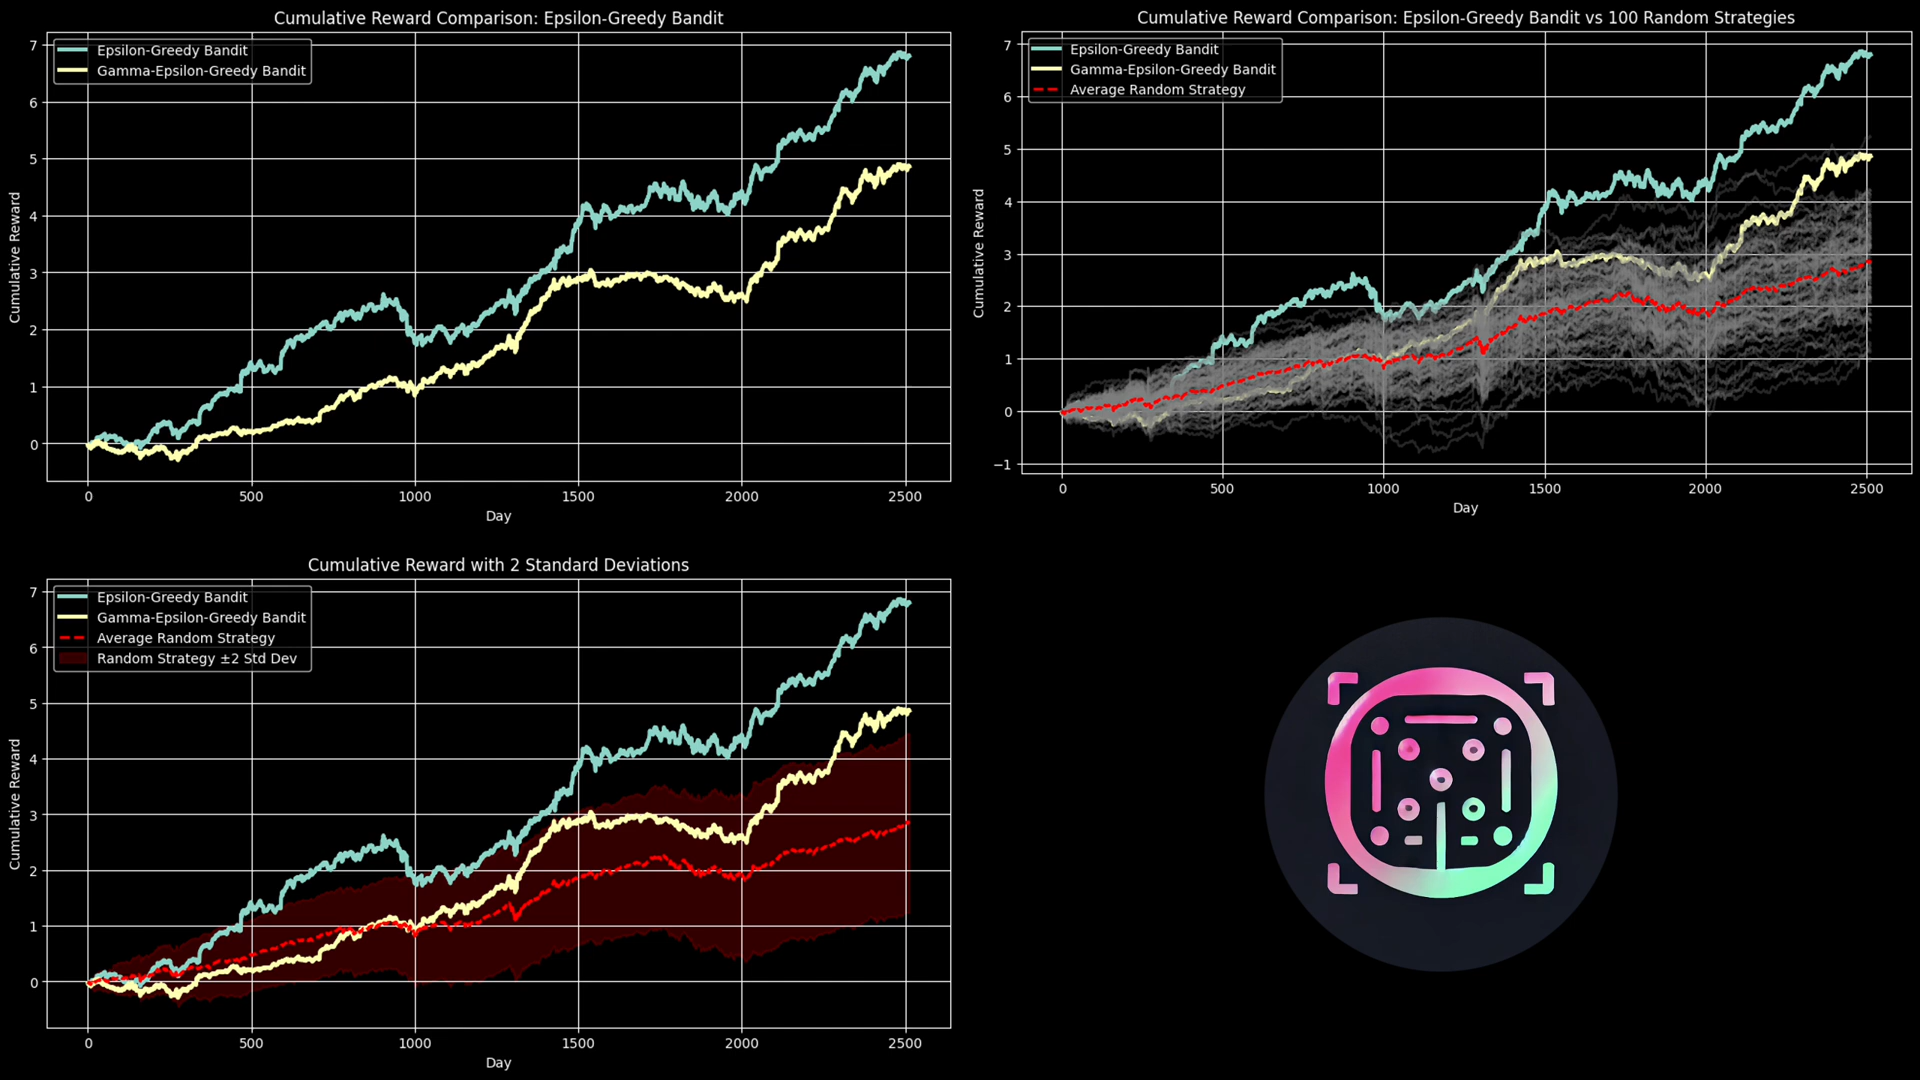 Cumulative Reward Comparison: Epsilon-Greedy Bandit
Epsilon-Greedy Bandit
Gamma-Epsilon-Greedy Bandit
7
6
5
4
3
2
1
0
Cumulative Reward
0 500 1000 1500 2000 2500
Day
Cumulative Reward Comparison: Epsilon-Greedy Bandit vs 100 Random Strategies
Epsilon-Greedy Bandit
Gamma-Epsilon-Greedy Bandit
Average Random Strategy
7
6
5
4
3
2
1
0
−1
Cumulative Reward
0 500 1000 1500 2000 2500
Day
Cumulative Reward with 2 Standard Deviations
Epsilon-Greedy Bandit
Gamma-Epsilon-Greedy Bandit
Average Random Strategy
Random Strategy ±2 Std Dev
7
6
5
4
3
2
1
0
Cumulative Reward
0 500 1000 1500 2000 2500
Day